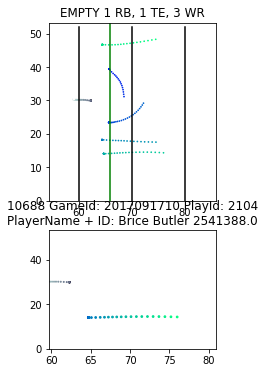 EMPTY 1 RB, 1 TE, 3 WR
50
40
30
20
10
0
60 70 80
10688 GameId: 2017091710 PlayId: 2104
PlayerName + ID: Brice Butler 2541388.0
40
20
0
60 65 70 75 80